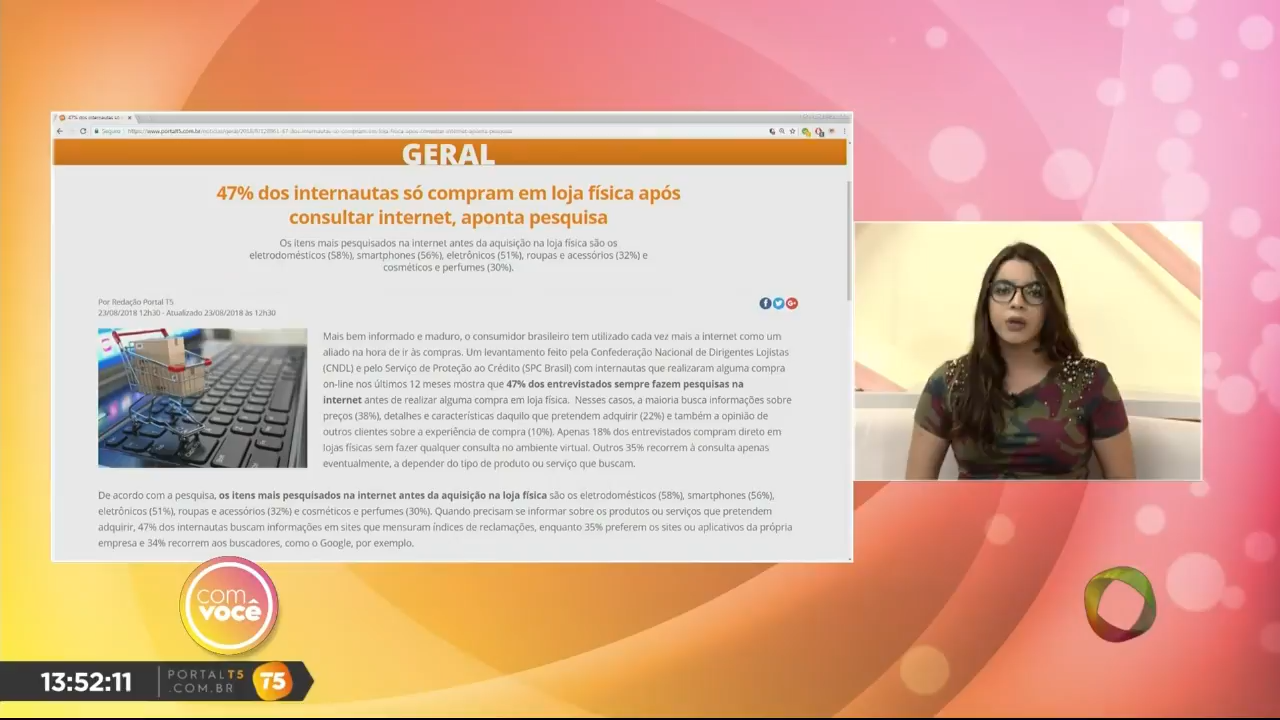 47% dos internautas só
Seguro
GERAL
47% dos internautas só compram em loja física após
consultar internet, aponta pesquisa
Os itens mais pesquisados na internet antes da aquisição na loja física são os
eletrodomésticos (58%), smartphones (56%), eletrônicos (51%), roupas e acessórios (32%) e
cosméticos e perfumes (30%).
Por Redação Portal T5
23/08/2018 12h30 - Atualizado 23/08/2018 às 12h30
Mais bem informado e maduro, o consumidor brasileiro tem utilizado cada vez mais a internet como um
aliado na hora de ir às compras. Um levantamento feito pela Confederação Nacional de Dirigentes Lojistas
(CNDL) e pelo Serviço de Proteção ao Crédito (SPC Brasil) com internautas que realizaram alguma compra
on-line nos últimos 12 meses mostra que 47% dos entrevistados sempre fazem pesquisas na
internet antes de realizar alguma compra em loja física. Nesses casos, a maioria busca informações sobre
preços (38%), detalhes e características daquilo que pretendem adquirir (22%) e também a opinião de
outros clientes sobre a experiência de compra (10%). Apenas 18% dos entrevistados compram direto em
lojas físicas sem fazer qualquer consulta no ambiente virtual. Outros 35% recorrem à consulta apenas
eventualmente, a depender do tipo de produto ou serviço que buscam.
De acordo com a pesquisa, os itens mais pesquisados na internet antes da aquisição na loja física são os eletrodomésticos (58%), smartphones (56%),
eletrônicos (51%), roupas e acessórios (32%) e cosméticos e perfumes (30%). Quando precisam se informar sobre os produtos ou serviços que pretendem
adquirir, 47% dos internautas buscam informações em sites que mensuram índices de reclamações, enquanto 35% preferem os sites ou aplicativos da própria
empresa e 34% recorrem aos buscadores, como o Google, por exemplo.
com
você
13:52:11
PORTALT5
.COM.BR
T5